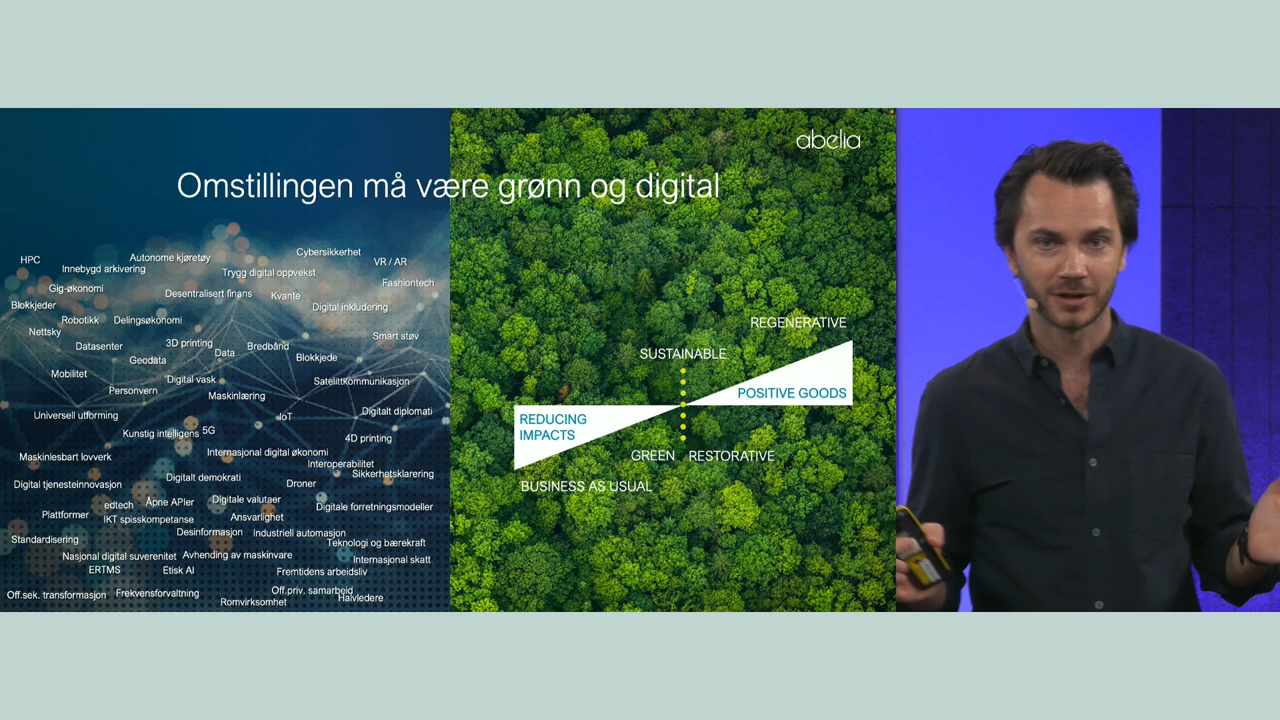 abelia
Omstillingen må være grønn og digital
HPC
Autonome kjøretøy
Cybersikkerhet
VR / AR
Innebygd arkivering
Trygg digital oppvekst
Fashiontech
Gig-økonomi
Desentralisert finans
Kvante
Blokkjeder
Digital inkludering
Robotikk
Delingsøkonomi
Nettsky
Smart støv
Datasenter
3D printing
Data
Bredbånd
Geodata
Blokkjede
Mobilitet
Digital vask
Satelittkommunikasjon
Personvern
Maskinlæring
Universell utforming
IoT
Digitalt diplomati
Kunstig intelligens
5G
4D printing
Maskinlesbart lovverk
Internasjonal digital økonomi
Interoperabilitet
Sikkerhetsklarering
Digital tjenesteinnovasjon
Digitalt demokrati
Droner
edtech
Åpne APIer
Digitale valutaer
Digitale forretningsmodeller
Plattformer
IKT spisskompetanse
Ansvarlighet
Standardisering
Desinformasjon
Industriell automasjon
Teknologi og bærekraft
Nasjonal digital suverenitet
Avhending av maskinvare
Internasjonal skatt
ERTMS
Etisk AI
Fremtidens arbeidsliv
Off.sek. transformasjon
Frekvensforvaltning
Off.priv. samarbeid
Halvledere
Romvirksomhet
REGENERATIVE
SUSTAINABLE
POSITIVE GOODS
REDUCING
IMPACTS
GREEN
RESTORATIVE
BUSINESS AS USUAL